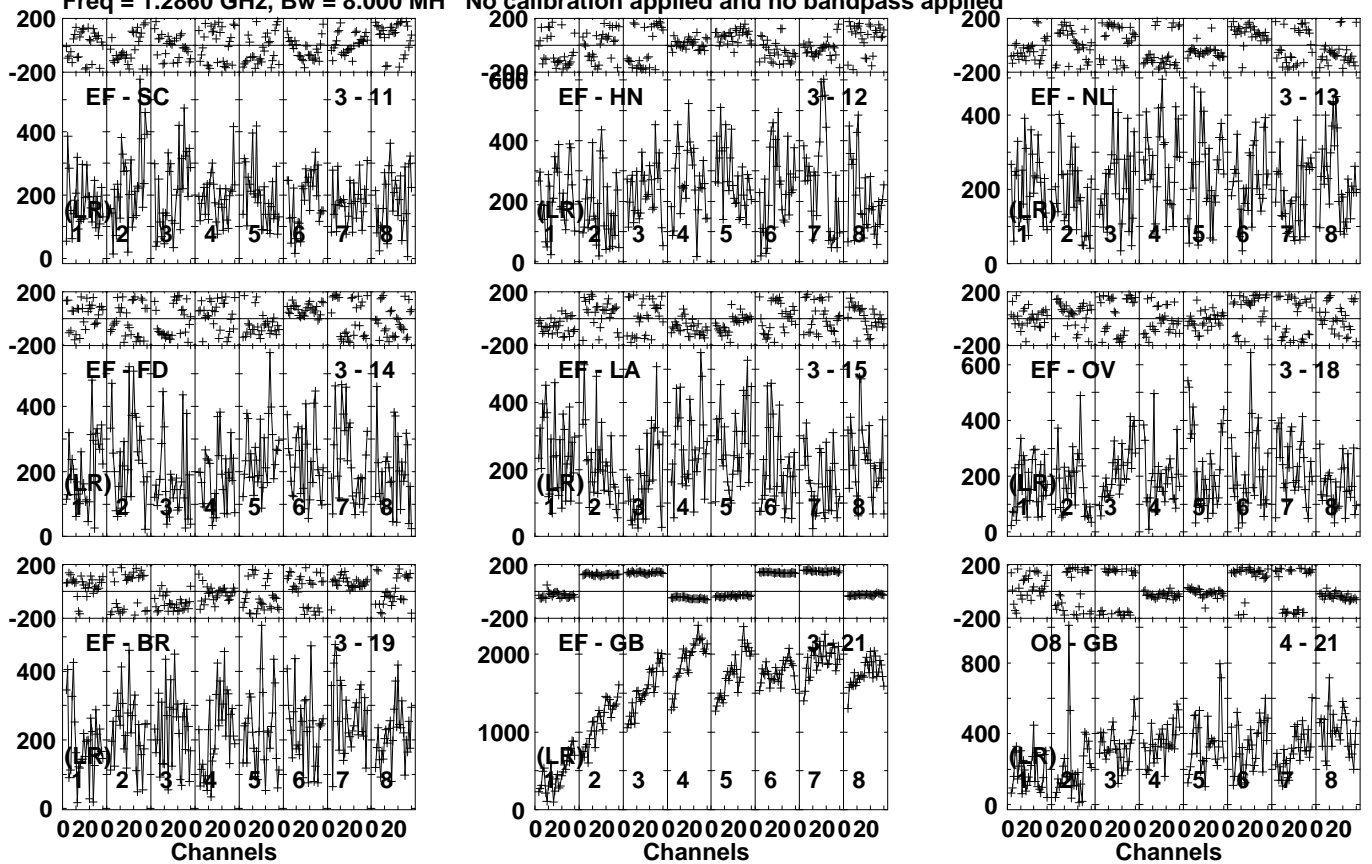 Freq = 1.2860 GHz, Bw = 8.000 MH No calibration applied and no bandpass applied
200
-200
EF - SC 3 - 11
400
200
(LR)
1 2 3 4 5 6 7 8
0
200
-200
600
EF - HN 3 - 12
400
200
(LR)
1 2 3 4 5 6 7 8
0
200
-200
EF - NL 3 - 13
400
200
(LR)
1 2 3 4 5 6 7 8
0
200
-200
EF - FD 3 - 14
400
200
(LR)
1 2 3 4 5 6 7 8
0
200
-200
EF - LA 3 - 15
400
200
(LR)
1 2 3 4 5 6 7 8
0
200
-200
600
EF - OV 3 - 18
400
200
(LR)
1 2 3 4 5 6 7 8
0
200
-200
EF - BR 3 - 19
400
200
(LR)
1 2 3 4 5 6 7 8
0
0 20 0 20 0 20 0 20 0 20 0 20 0 20 0 20
Channels
200
-200
EF - GB 3 - 21
2000
1000
(LR)
1 2 3 4 5 6 7 8
0
0 20 0 20 0 20 0 20 0 20 0 20 0 20 0 20
Channels
200
-200
O8 - GB 4 - 21
800
400
(LR)
1 2 3 4 5 6 7 8
0
0 20 0 20 0 20 0 20 0 20 0 20 0 20 0 20
Channels